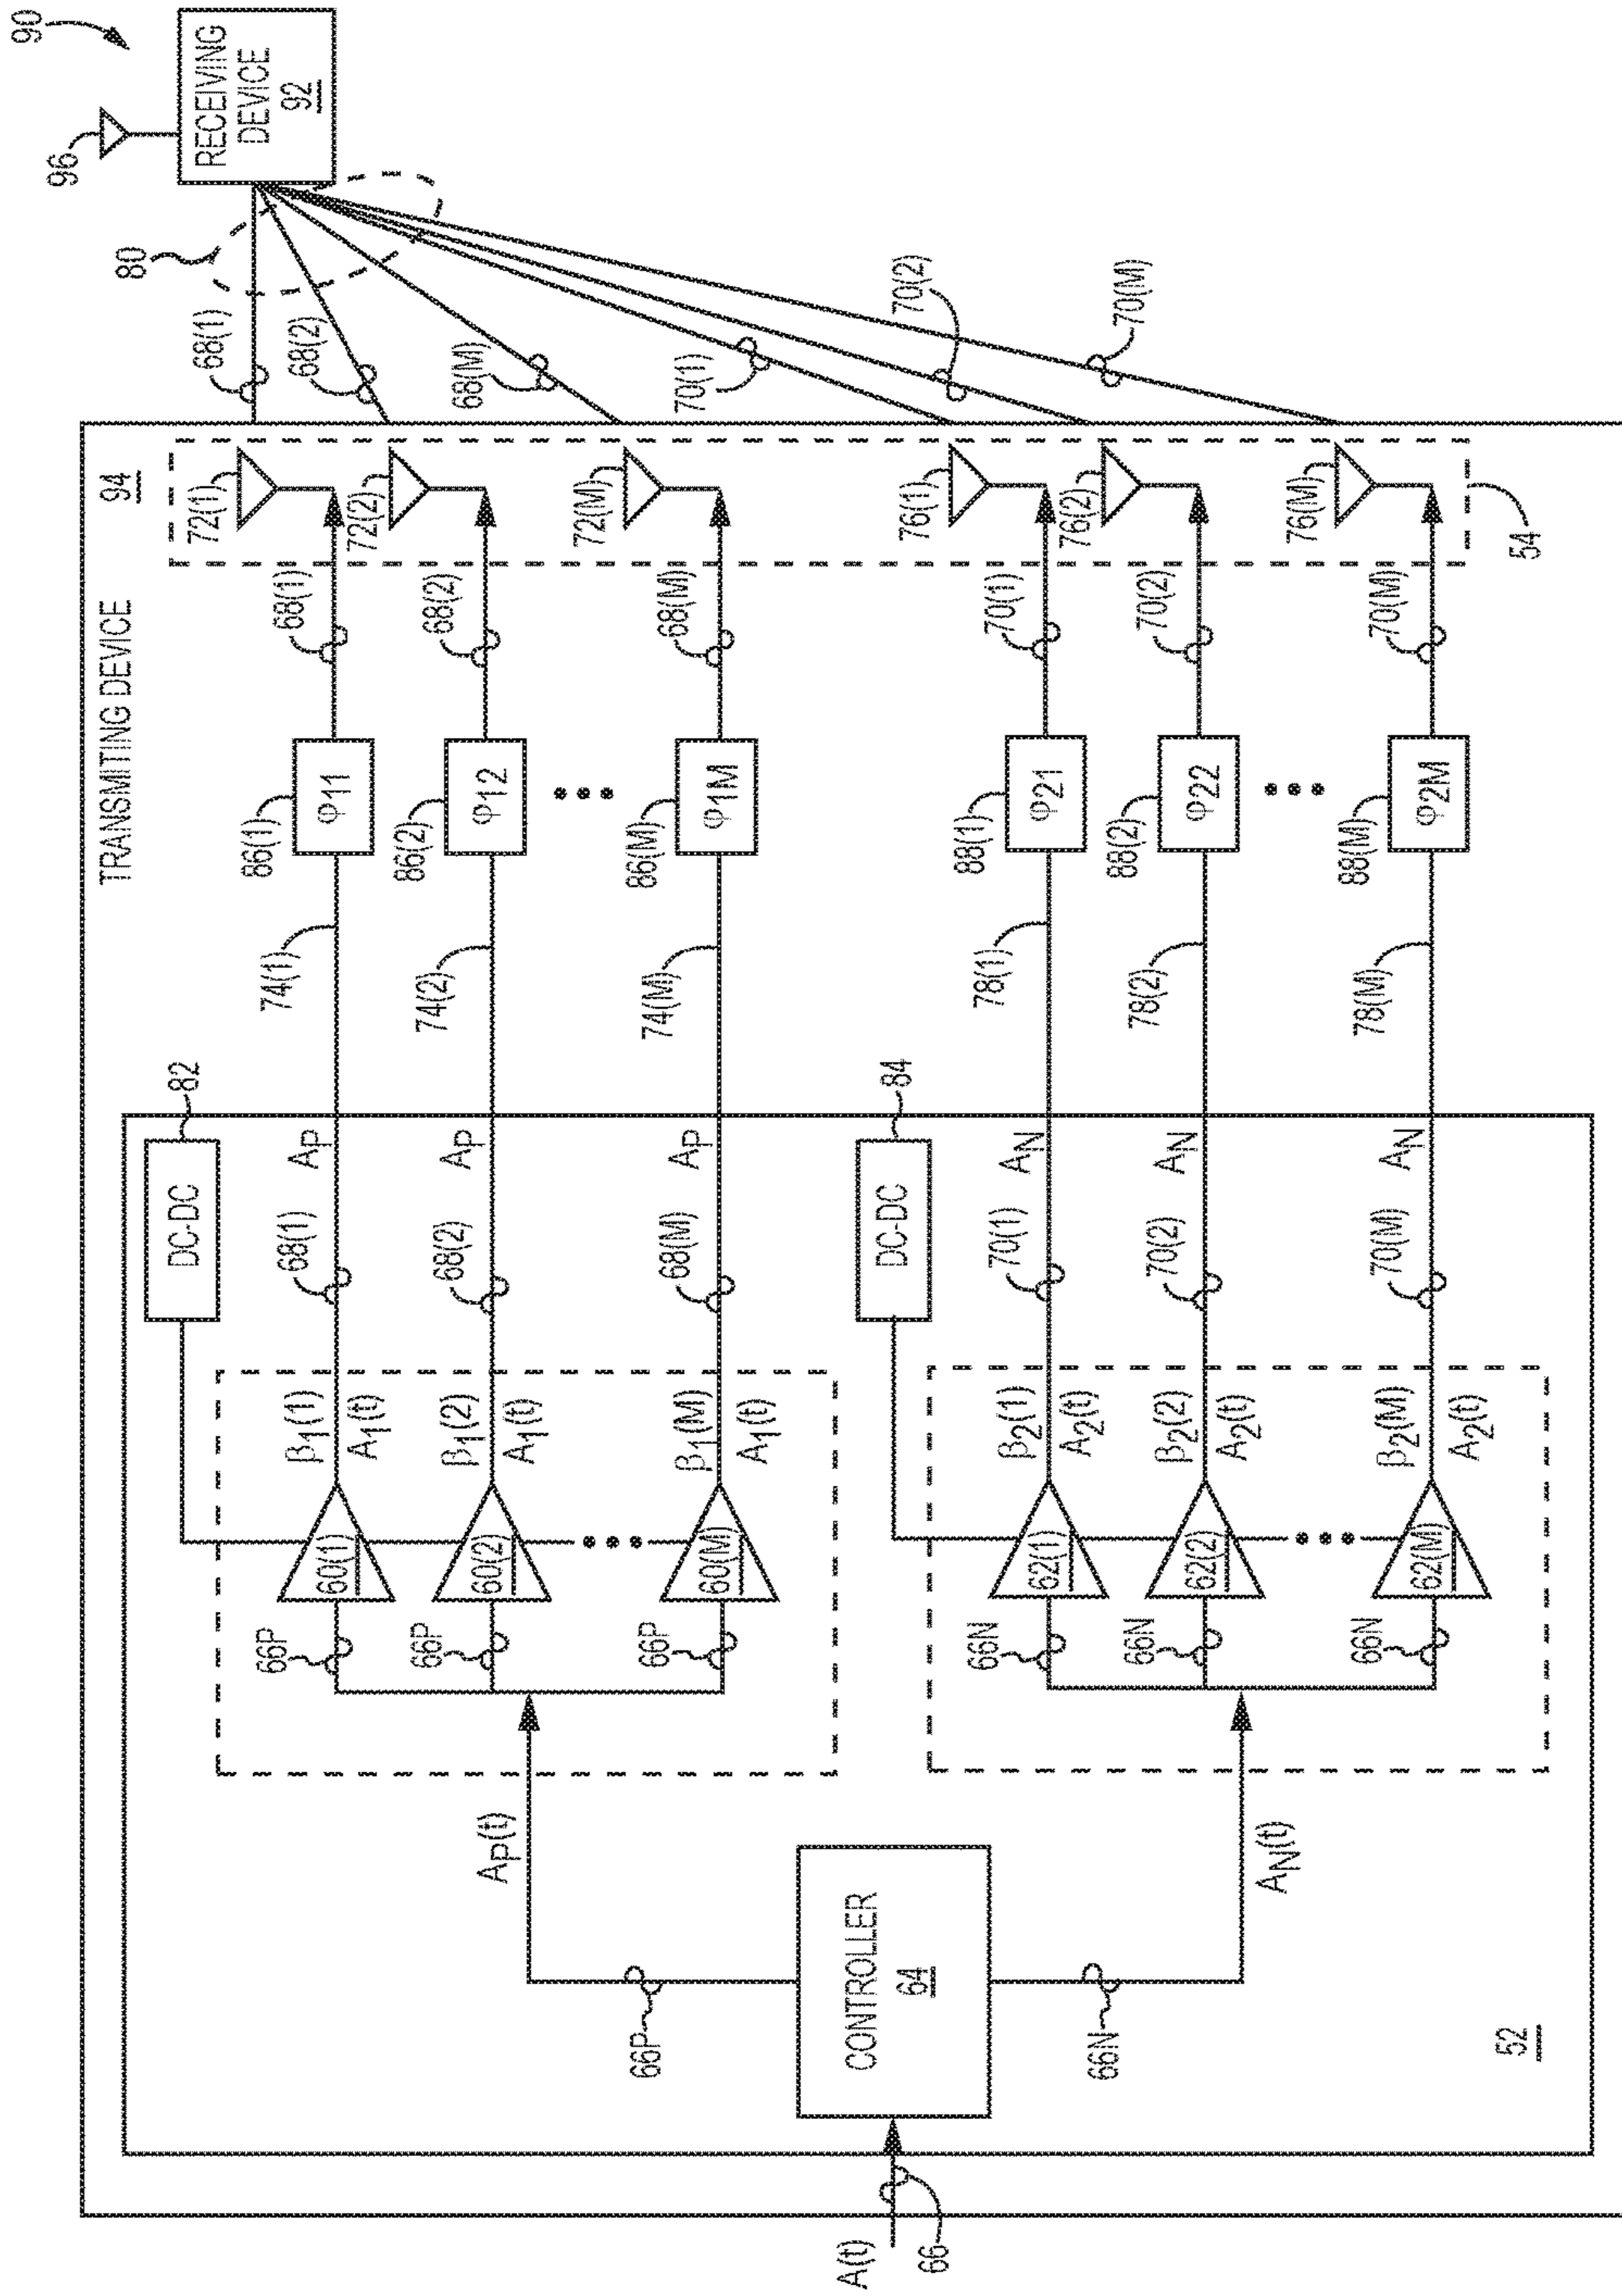 90
96
RECEIVING
DEVICE
92
80
68(1)
68(2)
68(M)
70(1)
70(2)
70(M)
TRANSMITING DEVICE
94
72(1)
72(2)
72(M)
76(1)
76(2)
76(M)
54
68(1)
68(2)
68(M)
70(1)
70(2)
70(M)
86(1)
φ11
86(2)
φ12
86(M)
φ1M
88(1)
φ21
88(2)
φ22
88(M)
φ2M
74(1)
74(2)
74(M)
78(1)
78(2)
78(M)
DC-DC
82
DC-DC
84
AP
AP
AP
AN
AN
AN
68(1)
68(2)
68(M)
70(1)
70(2)
70(M)
β1(1)
A1(t)
β1(2)
A1(t)
β1(M)
A1(t)
β2(1)
A2(t)
β2(2)
A2(t)
β2(M)
A2(t)
60(1)
60(2)
60(M)
62(1)
62(2)
62(M)
66P
66P
66P
66N
66N
66N
AP(t)
AN(t)
66P
66N
CONTROLLER
64
52
A(t)
66